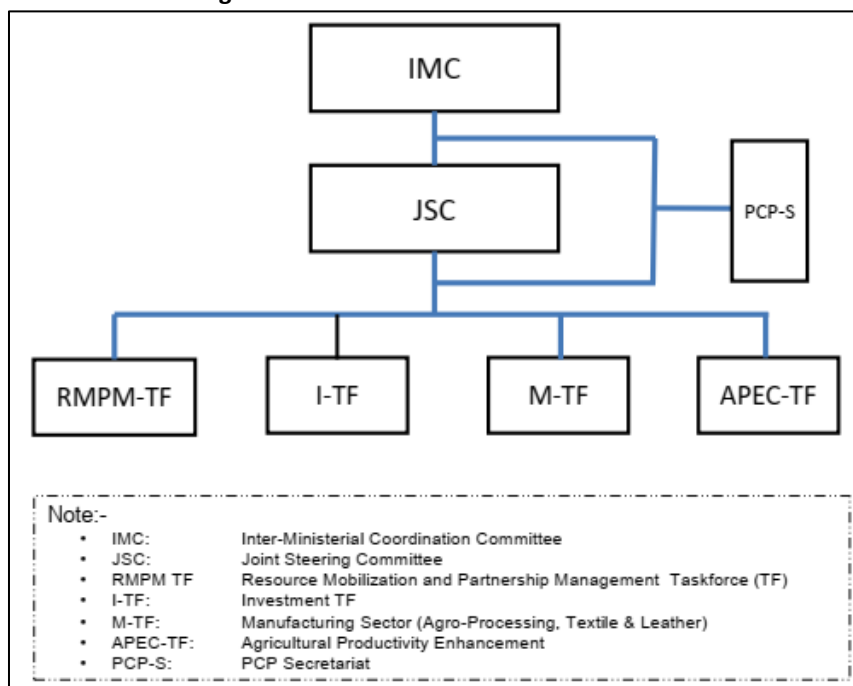 IMC
JSC
PCP-S
RMPM-TF
I-TF
M-TF
APEC-TF
Note:-
• IMC: Inter-Ministerial Coordination Committee
• JSC: Joint Steering Committee
• RMPM TF Resource Mobilization and Partnership Management Taskforce (TF)
• I-TF: Investment TF
• M-TF: Manufacturing Sector (Agro-Processing, Textile & Leather)
• APEC-TF: Agricultural Productivity Enhancement
• PCP-S: PCP Secretariat